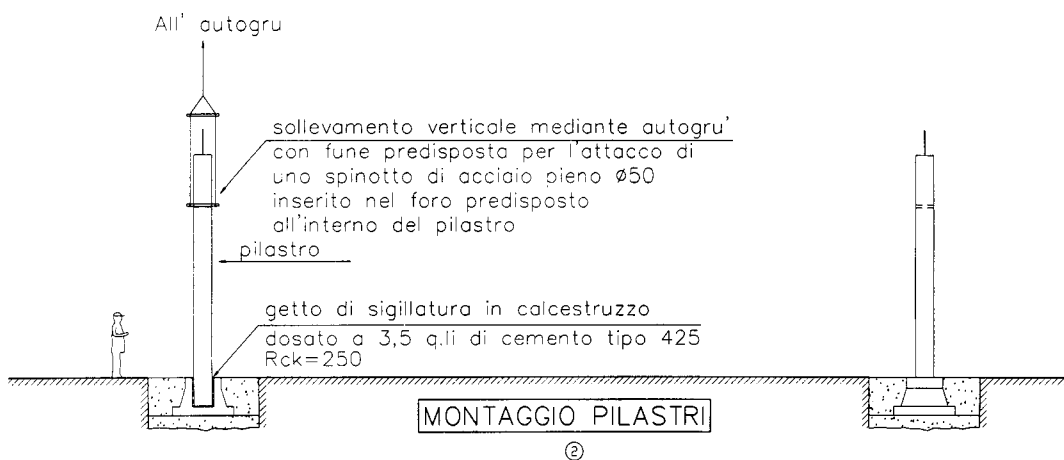 All' autogru
sollevamento verticale mediante autogru'
con fune predisposta per l'attacco di
uno spinotto di acciaio pieno ø50
inserito nel foro predisposto
all'interno del pilastro
pilastro
getto di sigillatura in calcestruzzo
dosato a 3,5 q.li di cemento tipo 425
Rck=250
MONTAGGIO PILASTRI
2